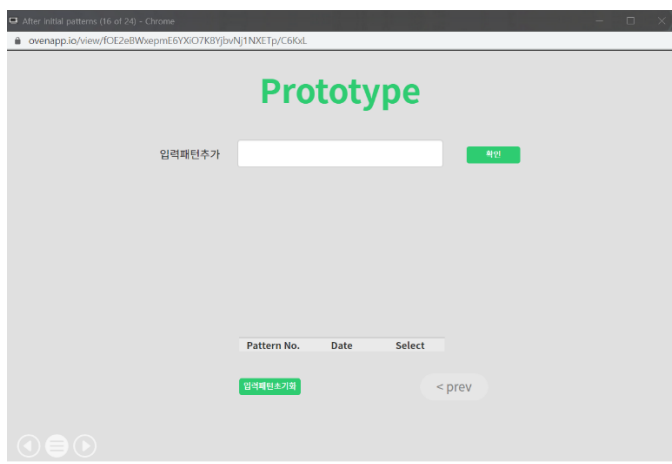 After initial patterns (16 of 24) - Chrome
ovenapp.io/view/fOE2eBWxepmE6YXiO7K8YjbvNj1NXETp/C6KxL
Prototype
입력패턴추가 확인
Pattern No. Date Select
입력패턴초기화 < prev